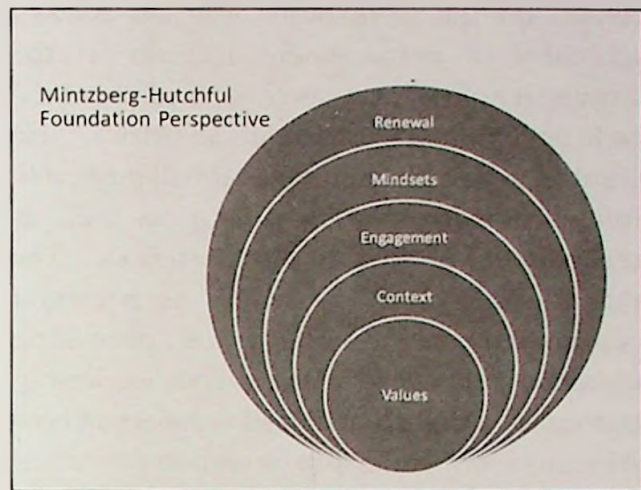 Mintzberg-Hutchful
Foundation Perspective
Renewal
Mindsets
Engagement
Context
Values